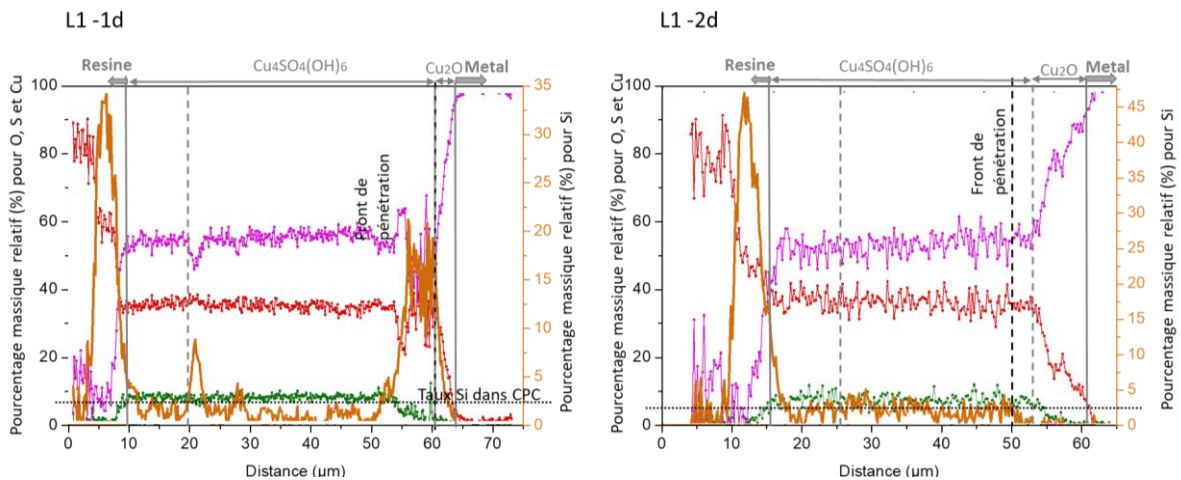 L1 -1d
Resine
Cu4SO4(OH)6
Cu2O
Metal
Pourcentage massique relatif (%) pour O, S et Cu
100
80
60
40
20
0
35
30
25
20
15
10
5
0
Pourcentage massique relatif (%) pour Si
Front de
pénétration
Taux Si dans CPC
0 10 20 30 40 50 60 70
Distance (µm)
L1 -2d
Resine
Cu4SO4(OH)6
Cu2O
Metal
Pourcentage massique relatif (%) pour O, S et Cu
100
80
60
40
20
0
45
40
35
30
25
20
15
10
5
0
Pourcentage massique relatif (%) pour Si
Front de
pénétration
0 10 20 30 40 50 60
Distance (µm)